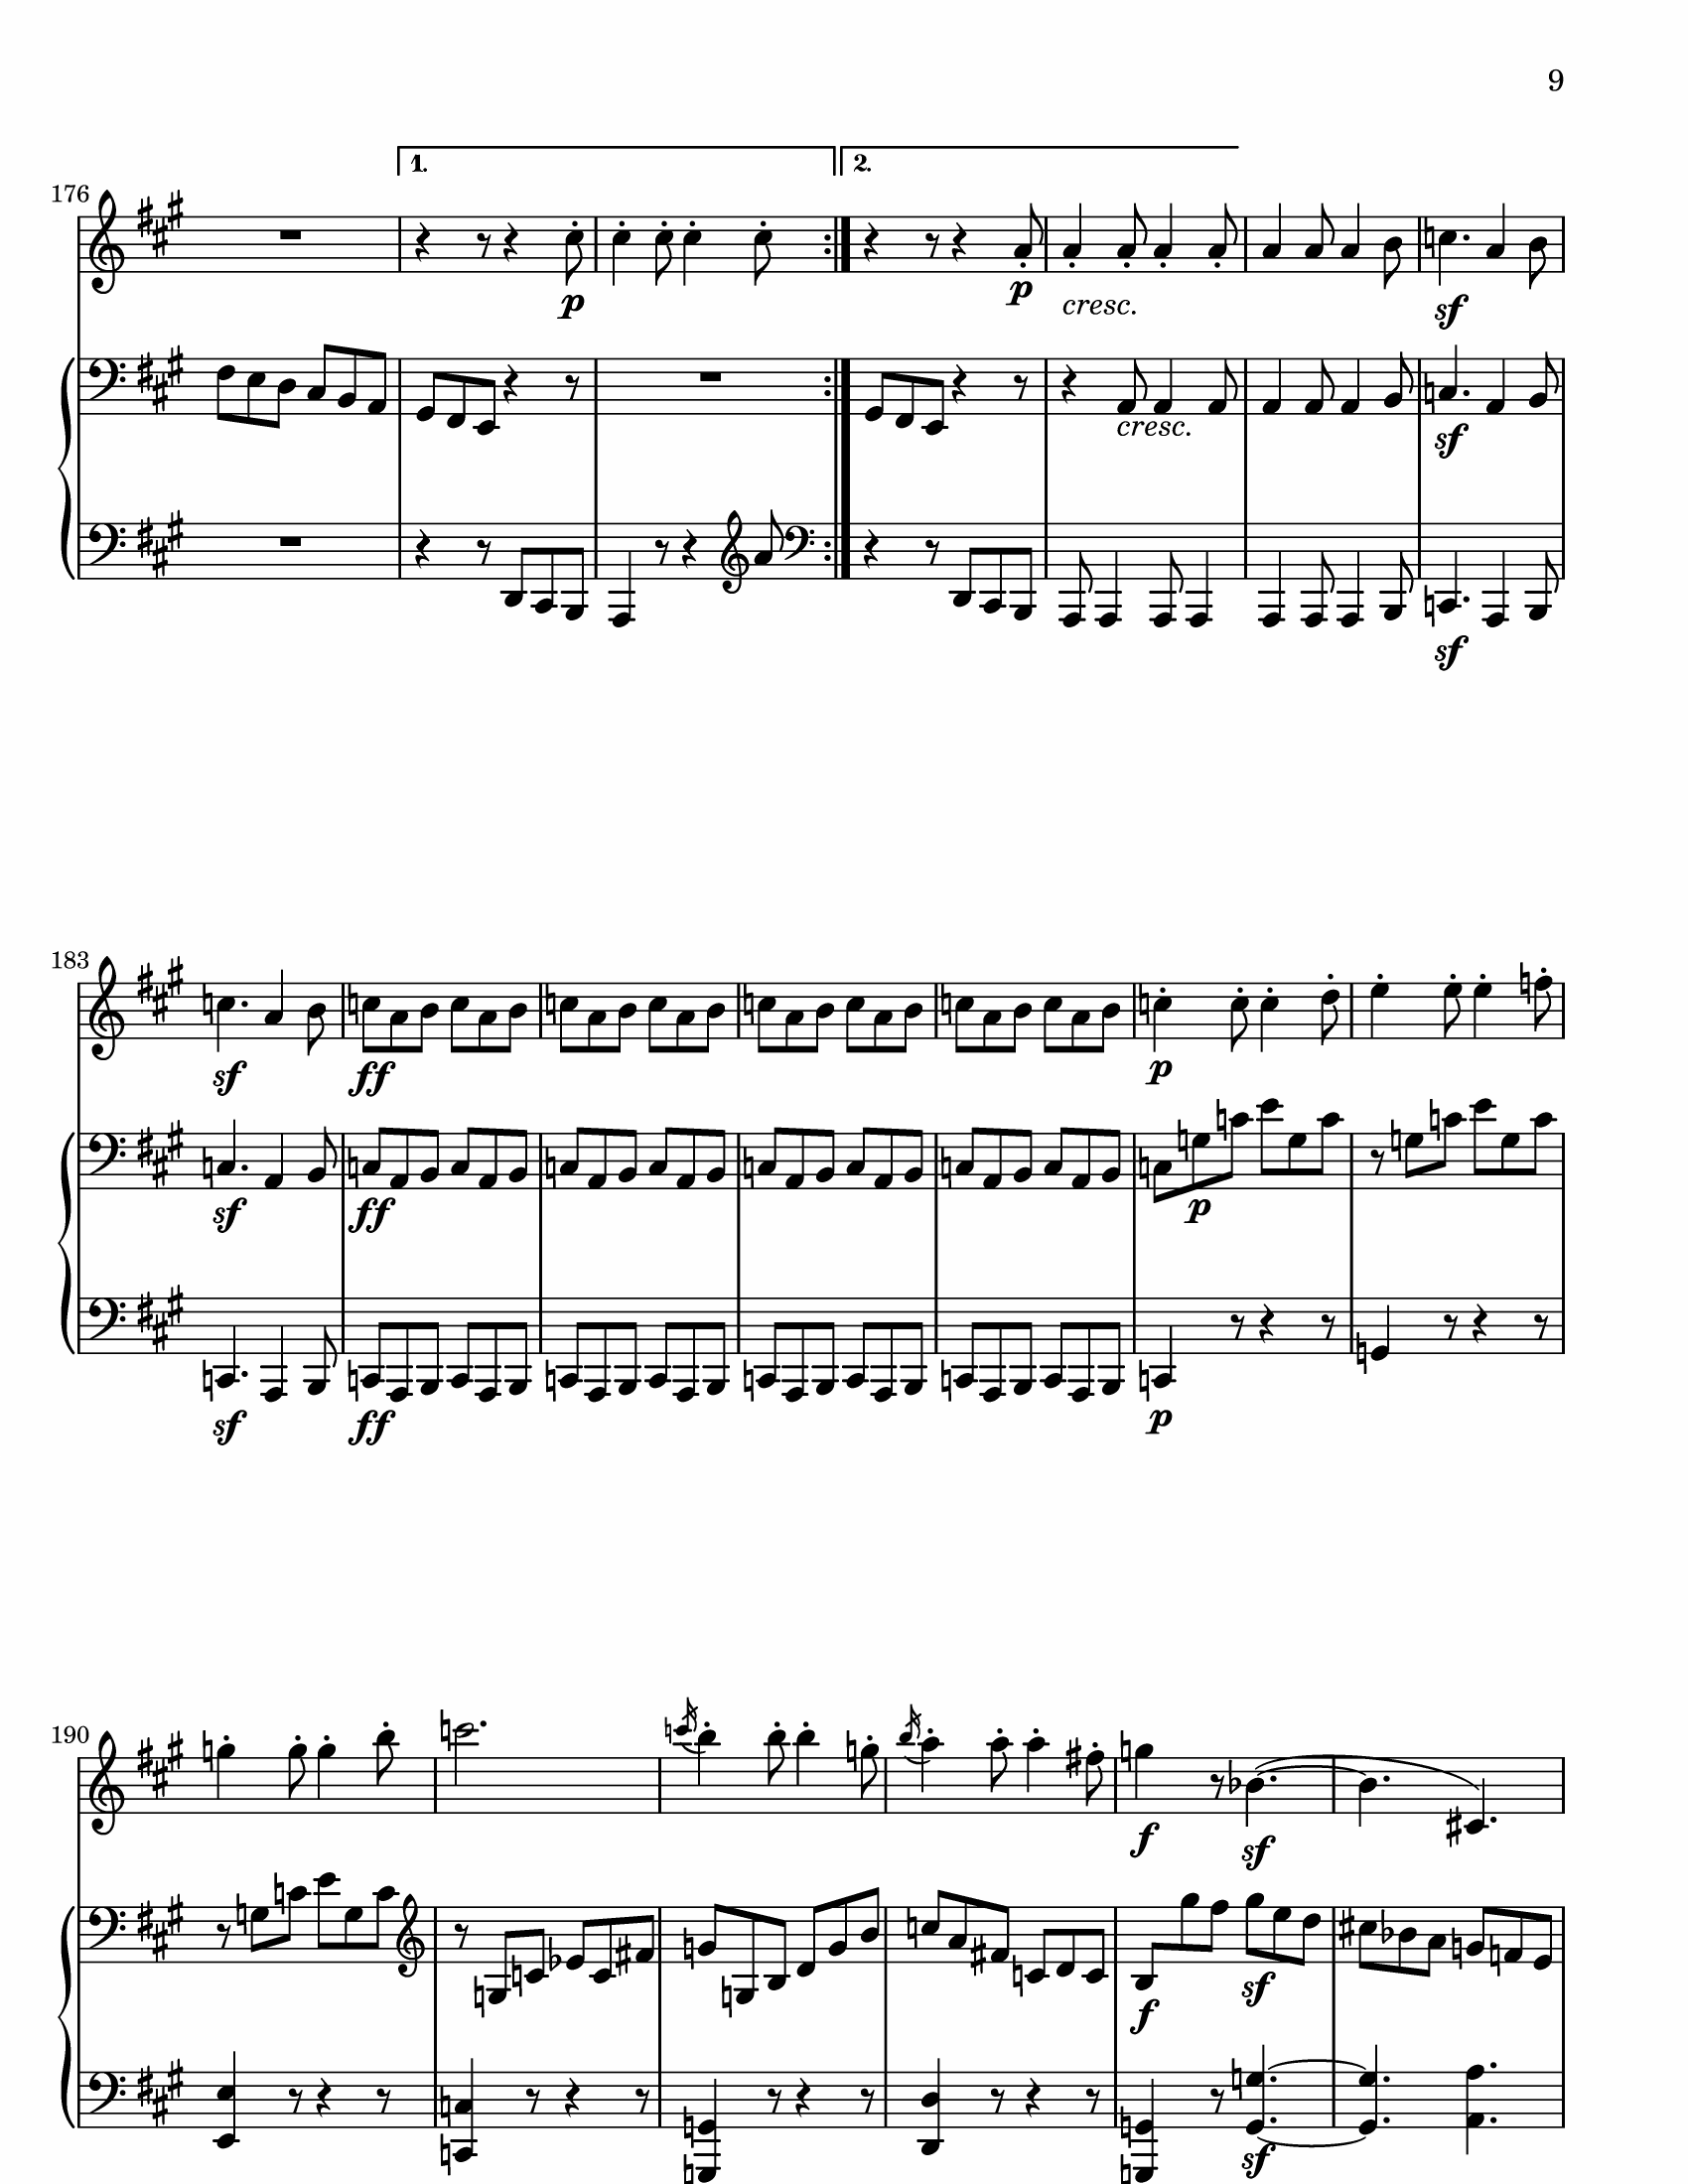 9
1. 2.
176
p p
cresc. sf
cresc. sf
sf
183
sf ff p
sf ff p
sf ff p
190
f sf
f sf
sf